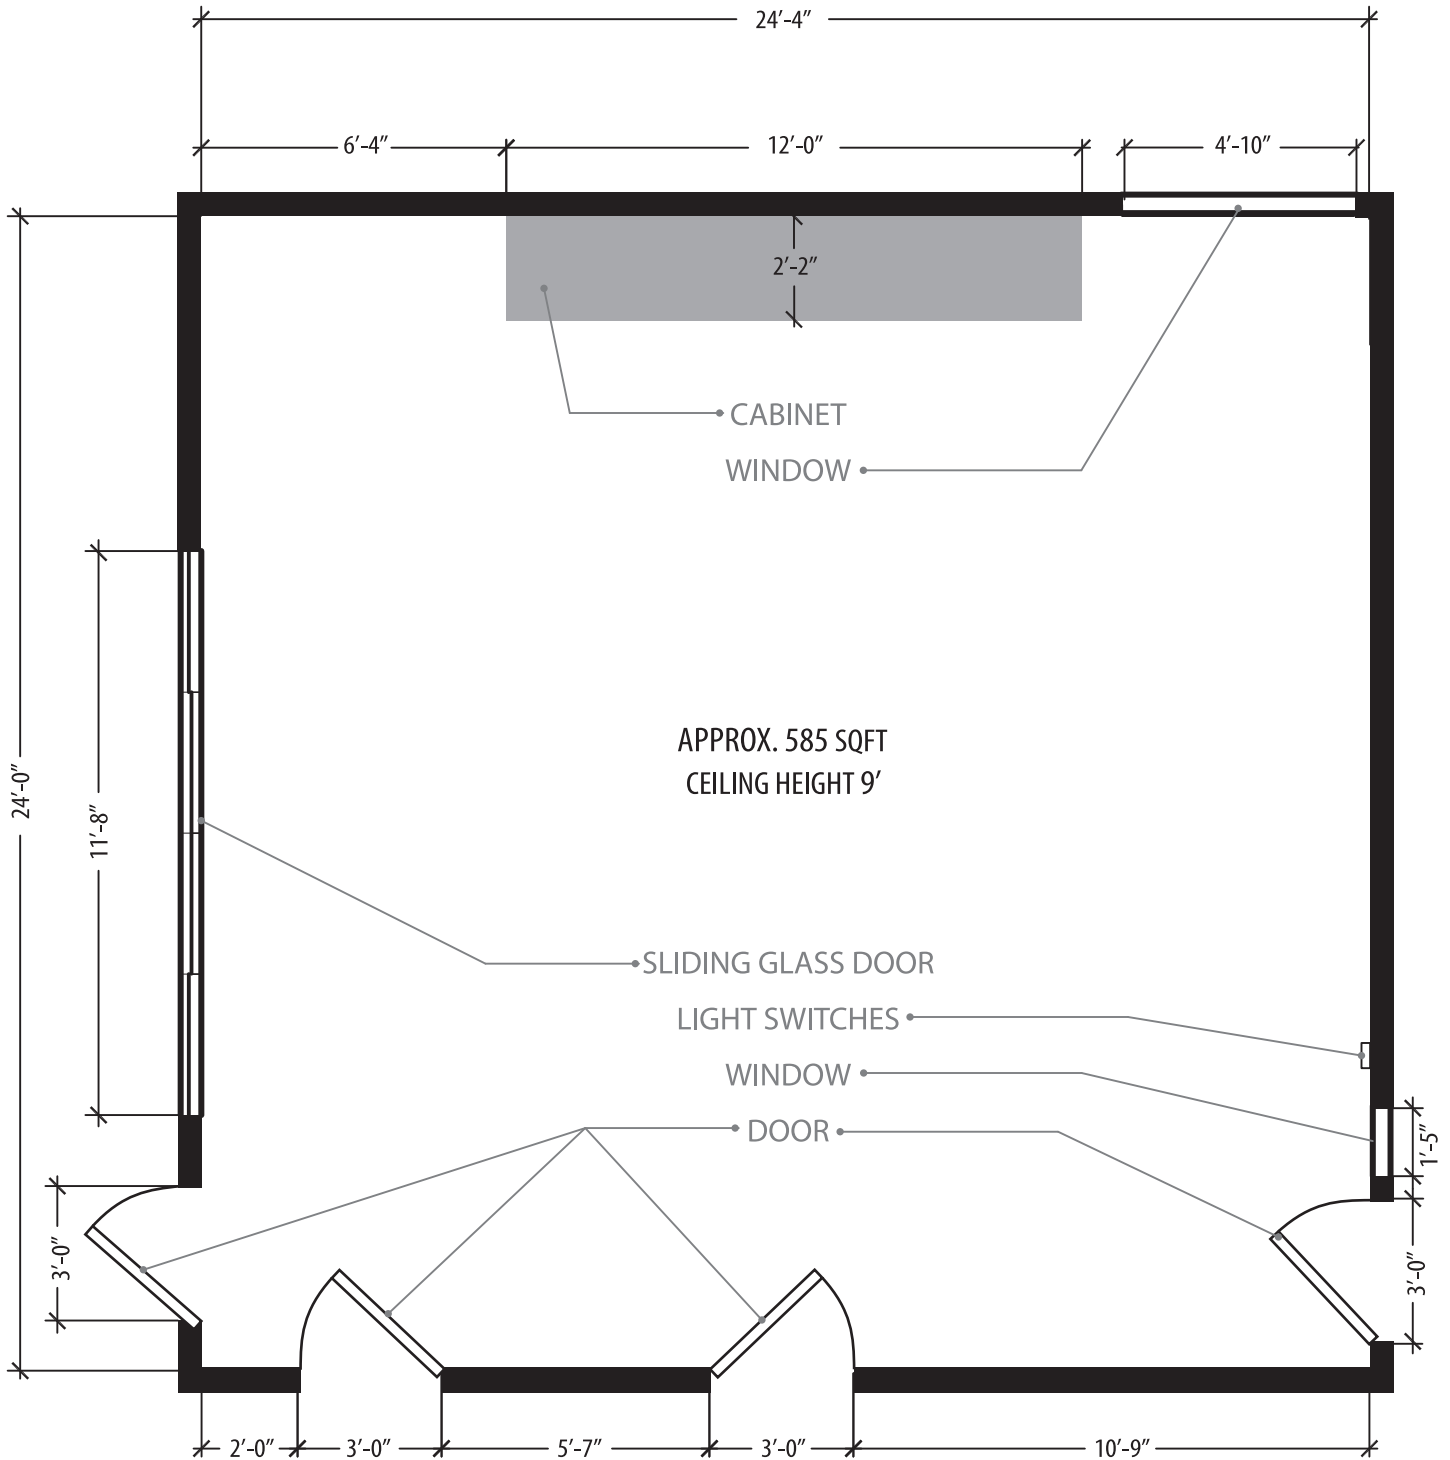 24′-4″
6′-4″
12′-0″
4′-10″
2′-2″
CABINET
WINDOW
APPROX. 585 SQFT
CEILING HEIGHT 9′
24′-0″
11′-8″
SLIDING GLASS DOOR
LIGHT SWITCHES
WINDOW
DOOR
1′-5″
3′-0″
3′-0″
2′-0″
3′-0″
5′-7″
3′-0″
10′-9″